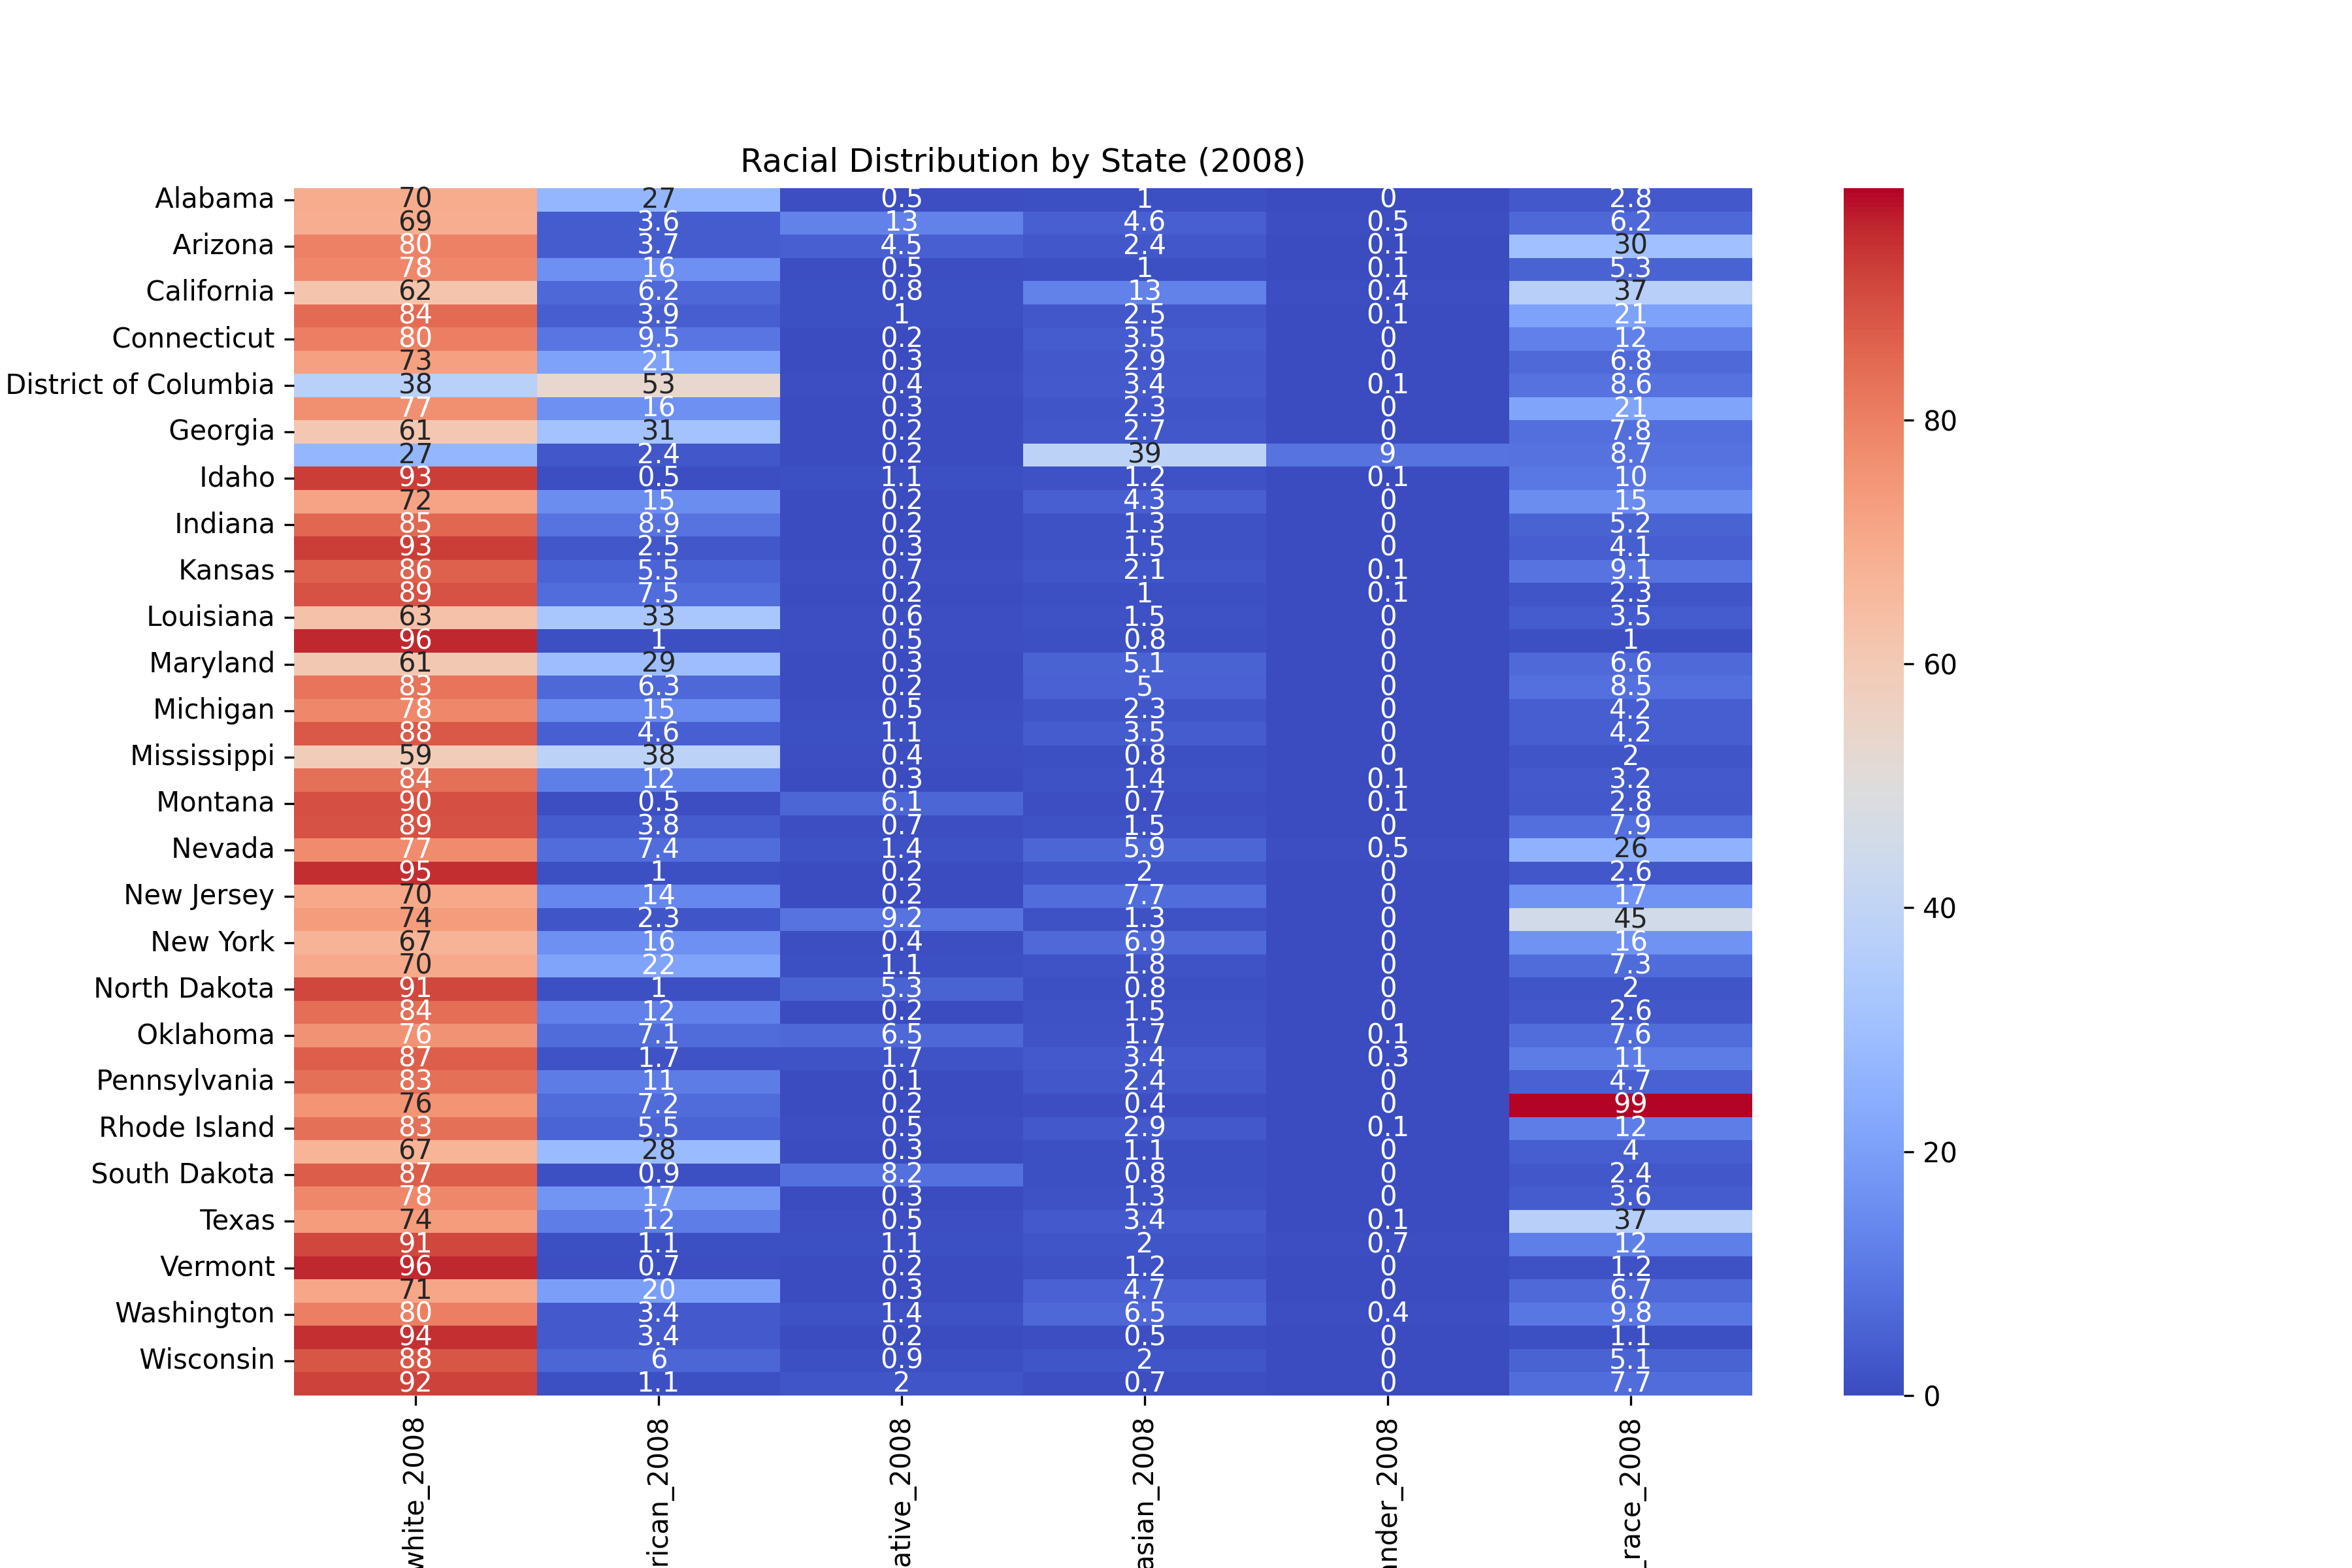 Racial Distribution by State (2008)
Alabama 70 27 0.5 1 0 2.8
69 3.6 13 4.6 0.5 6.2
Arizona 80 3.7 4.5 2.4 0.1 30
78 16 0.5 1 0.1 5.3
California 62 6.2 0.8 13 0.4 37
84 3.9 1 2.5 0.1 21
Connecticut 80 9.5 0.2 3.5 0 12
73 21 0.3 2.9 0 6.8
District of Columbia 38 53 0.4 3.4 0.1 8.6
77 16 0.3 2.3 0 21
80
Georgia 61 31 0.2 2.7 0 7.8
27 2.4 0.2 39 9 8.7
Idaho 93 0.5 1.1 1.2 0.1 10
72 15 0.2 4.3 0 15
Indiana 85 8.9 0.2 1.3 0 5.2
93 2.5 0.3 1.5 0 4.1
Kansas 86 5.5 0.7 2.1 0.1 9.1
89 7.5 0.2 1 0.1 2.3
Louisiana 63 33 0.6 1.5 0 3.5
96 1 0.5 0.8 0 1
Maryland 61 29 0.3 5.1 0 6.6
60
83 6.3 0.2 5 0 8.5
Michigan 78 15 0.5 2.3 0 4.2
88 4.6 1.1 3.5 0 4.2
Mississippi 59 38 0.4 0.8 0 2
84 12 0.3 1.4 0.1 3.2
Montana 90 0.5 6.1 0.7 0.1 2.8
89 3.8 0.7 1.5 0 7.9
Nevada 77 7.4 1.4 5.9 0.5 26
95 1 0.2 2 0 2.6
New Jersey 70 14 0.2 7.7 0 17
40
74 2.3 9.2 1.3 0 45
New York 67 16 0.4 6.9 0 16
70 22 1.1 1.8 0 7.3
North Dakota 91 1 5.3 0.8 0 2
84 12 0.2 1.5 0 2.6
Oklahoma 76 7.1 6.5 1.7 0.1 7.6
87 1.7 1.7 3.4 0.3 11
Pennsylvania 83 11 0.1 2.4 0 4.7
76 7.2 0.2 0.4 0 99
Rhode Island 83 5.5 0.5 2.9 0.1 12
67 28 0.3 1.1 0 4
20
South Dakota 87 0.9 8.2 0.8 0 2.4
78 17 0.3 1.3 0 3.6
Texas 74 12 0.5 3.4 0.1 37
91 1.1 1.1 2 0.7 12
Vermont 96 0.7 0.2 1.2 0 1.2
71 20 0.3 4.7 0 6.7
Washington 80 3.4 1.4 6.5 0.4 9.8
94 3.4 0.2 0.5 0 1.1
Wisconsin 88 6 0.9 2 0 5.1
92 1.1 2 0.7 0 7.7
0
white_2008
rican_2008
ative_2008
asian_2008
ander_2008
_race_2008